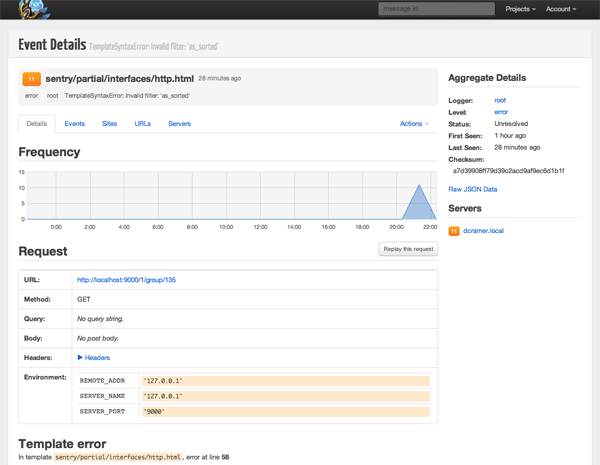 message id
Projects
Account
Event Details TemplateSyntaxError: Invalid filter: 'as_sorted'
11 sentry/partial/interfaces/http.html 28 minutes ago
error root TemplateSyntaxError: Invalid filter: 'as_sorted'
Details Events Sites URLs Servers Actions
Frequency
15
10
5
0
0:00 2:00 4:00 6:00 8:00 10:00 12:00 14:00 16:00 18:00 20:00 22:00
Request
Replay this request
URL: http://localhost:9000/1/group/135
Method: GET
Query: No query string.
Body: No post body.
Headers: Headers
Environment:
REMOTE_ADDR '127.0.0.1'
SERVER_NAME '127.0.0.1'
SERVER_PORT '9000'
Template error
In template sentry/partial/interfaces/http.html, error at line 58
Aggregate Details
Logger: root
Level: error
Status: Unresolved
First Seen: 1 hour ago
Last Seen: 28 minutes ago
Checksum:
a7d39908ff79d39c2acd9af9ec6d1b1f
Raw JSON Data
Servers
11 dcramer.local